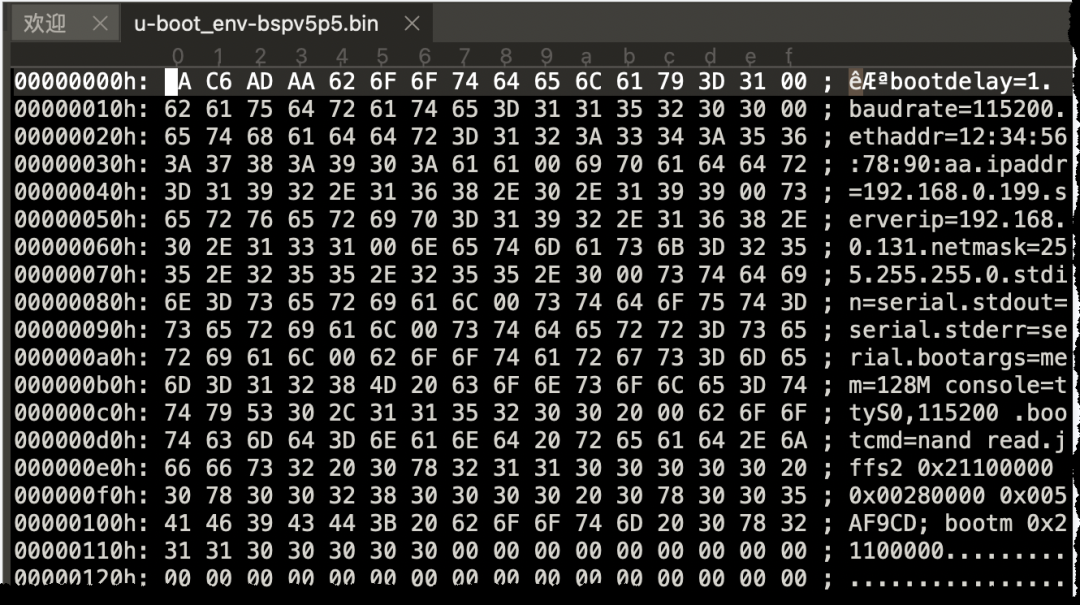 欢迎 × u-boot_env-bspv5p5.bin ×
0 1 2 3 4 5 6 7 8 9 a b c d e f
00000000h: A C6 AD AA 62 6F 6F 74 64 65 6C 61 79 3D 31 00 ; êÆªbootdelay=1.
00000010h: 62 61 75 64 72 61 74 65 3D 31 31 35 32 30 30 00 ; baudrate=115200.
00000020h: 65 74 68 61 64 64 72 3D 31 32 3A 33 34 3A 35 36 ; ethaddr=12:34:56
00000030h: 3A 37 38 3A 39 30 3A 61 61 00 69 70 61 64 64 72 ; :78:90:aa.ipaddr
00000040h: 3D 31 39 32 2E 31 36 38 2E 30 2E 31 39 39 00 73 ; =192.168.0.199.s
00000050h: 65 72 76 65 72 69 70 3D 31 39 32 2E 31 36 38 2E ; erverip=192.168.
00000060h: 30 2E 31 33 31 00 6E 65 74 6D 61 73 6B 3D 32 35 ; 0.131.netmask=25
00000070h: 35 2E 32 35 35 2E 32 35 35 2E 30 00 73 74 64 69 ; 5.255.255.0.stdi
00000080h: 6E 3D 73 65 72 69 61 6C 00 73 74 64 6F 75 74 3D ; n=serial.stdout=
00000090h: 73 65 72 69 61 6C 00 73 74 64 65 72 72 3D 73 65 ; serial.stderr=se
000000a0h: 72 69 61 6C 00 62 6F 6F 74 61 72 67 73 3D 6D 65 ; rial.bootargs=me
000000b0h: 6D 3D 31 32 38 4D 20 63 6F 6E 73 6F 6C 65 3D 74 ; m=128M console=t
000000c0h: 74 79 53 30 2C 31 31 35 32 30 30 20 00 62 6F 6F ; tyS0,115200 .boo
000000d0h: 74 63 6D 64 3D 6E 61 6E 64 20 72 65 61 64 2E 6A ; tcmd=nand read.j
000000e0h: 66 66 73 32 20 30 78 32 31 31 30 30 30 30 30 20 ; ffs2 0x21100000
000000f0h: 30 78 30 30 32 38 30 30 30 30 20 30 78 30 30 35 ; 0x00280000 0x005
00000100h: 41 46 39 43 44 3B 20 62 6F 6F 74 6D 20 30 78 32 ; AF9CD; bootm 0x2
00000110h: 31 31 30 30 30 30 30 00 00 00 00 00 00 00 00 00 ; 1100000.........
00000120h: 00 00 00 00 00 00 00 00 00 00 00 00 00 00 00 00 ; ................